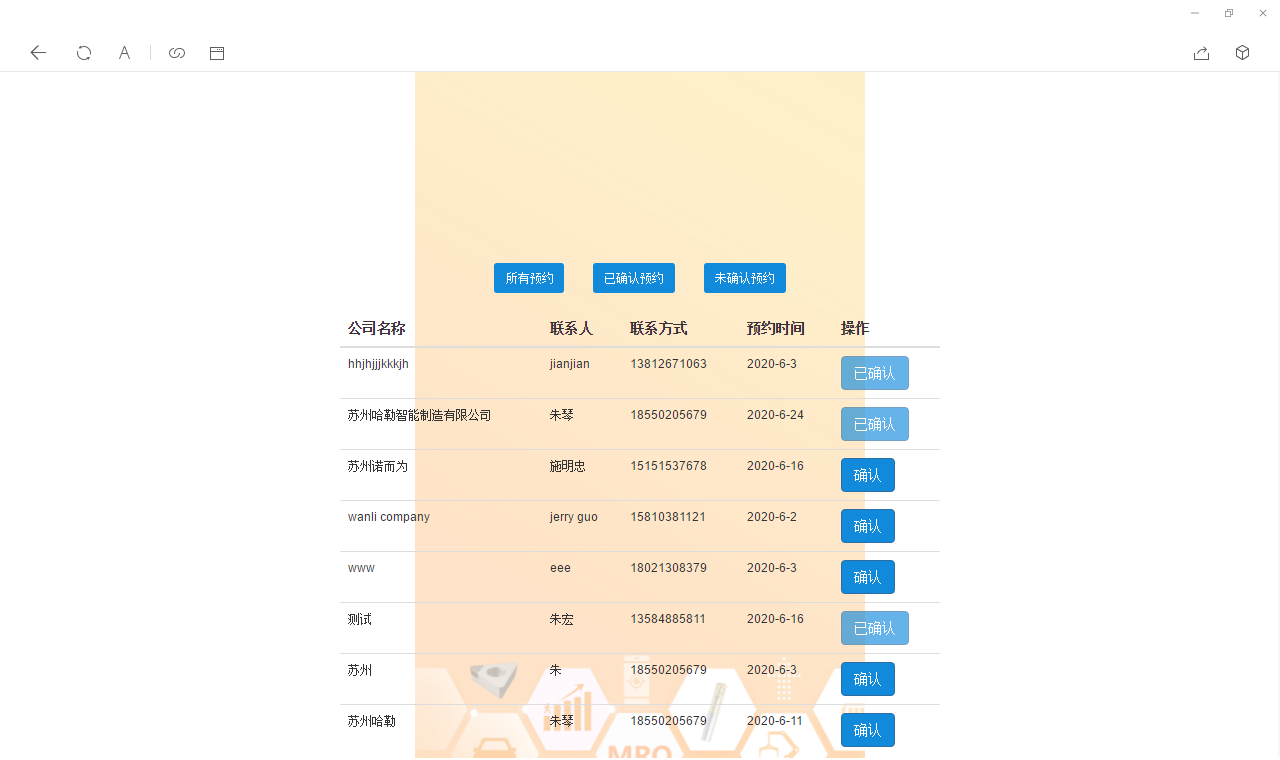 A
所有预约 已确认预约 未确认预约
公司名称 联系人 联系方式 预约时间 操作
hhjhjjjkkkjh jianjian 13812671063 2020-6-3 已确认
苏州哈勒智能制造有限公司 朱琴 18550205679 2020-6-24 已确认
苏州诺而为 施明忠 15151537678 2020-6-16 确认
wanli company jerry guo 15810381121 2020-6-2 确认
www eee 18021308379 2020-6-3 确认
测试 朱宏 13584885811 2020-6-16 已确认
苏州 朱 18550205679 2020-6-3 确认
苏州哈勒 朱琴 18550205679 2020-6-11 确认
MRO